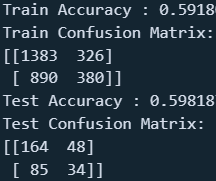 Train Accuracy : 0.5918
Train Confusion Matrix:
[[1383  326]
 [ 890  380]]
Test Accuracy : 0.59818
Test Confusion Matrix:
[[164  48]
 [ 85  34]]